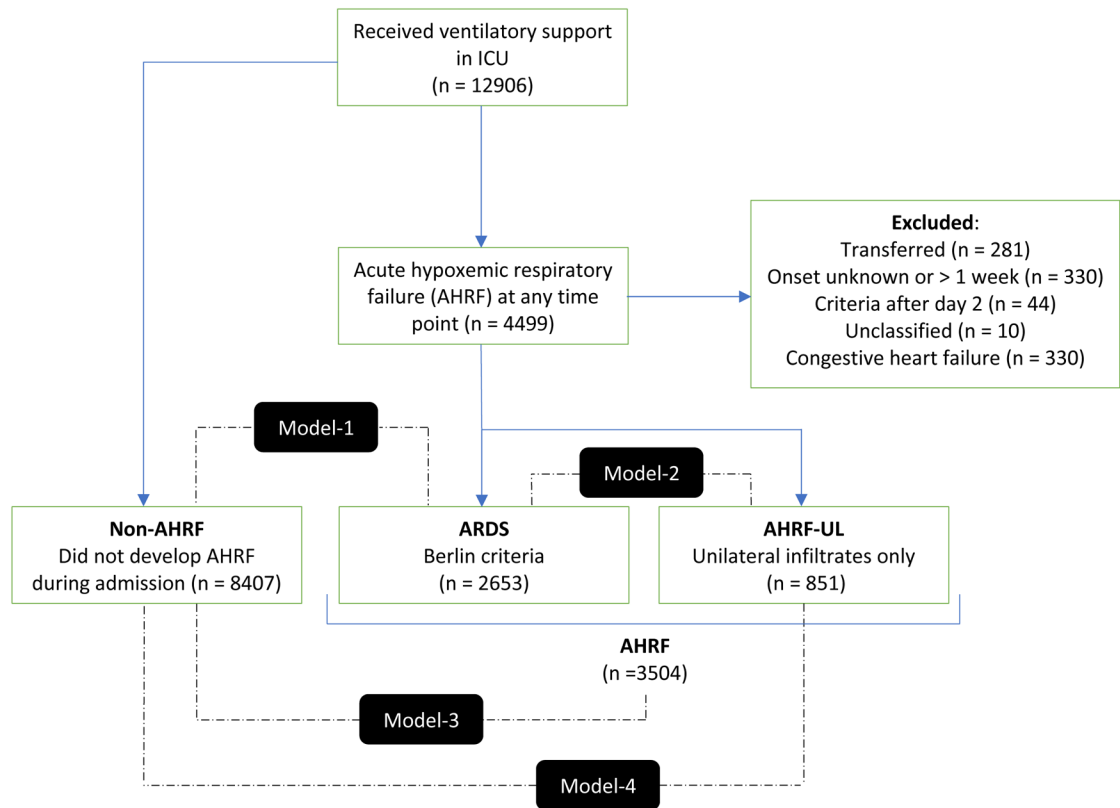 Received ventilatory support
in ICU
(n = 12906)
Acute hypoxemic respiratory
failure (AHRF) at any time
point (n = 4499)
Excluded:
Transferred (n = 281)
Onset unknown or > 1 week (n = 330)
Criteria after day 2 (n = 44)
Unclassified (n = 10)
Congestive heart failure (n = 330)
Model-1
Model-2
Non-AHRF
Did not develop AHRF
during admission (n = 8407)
ARDS
Berlin criteria
(n = 2653)
AHRF-UL
Unilateral infiltrates only
(n = 851)
AHRF
(n =3504)
Model-3
Model-4